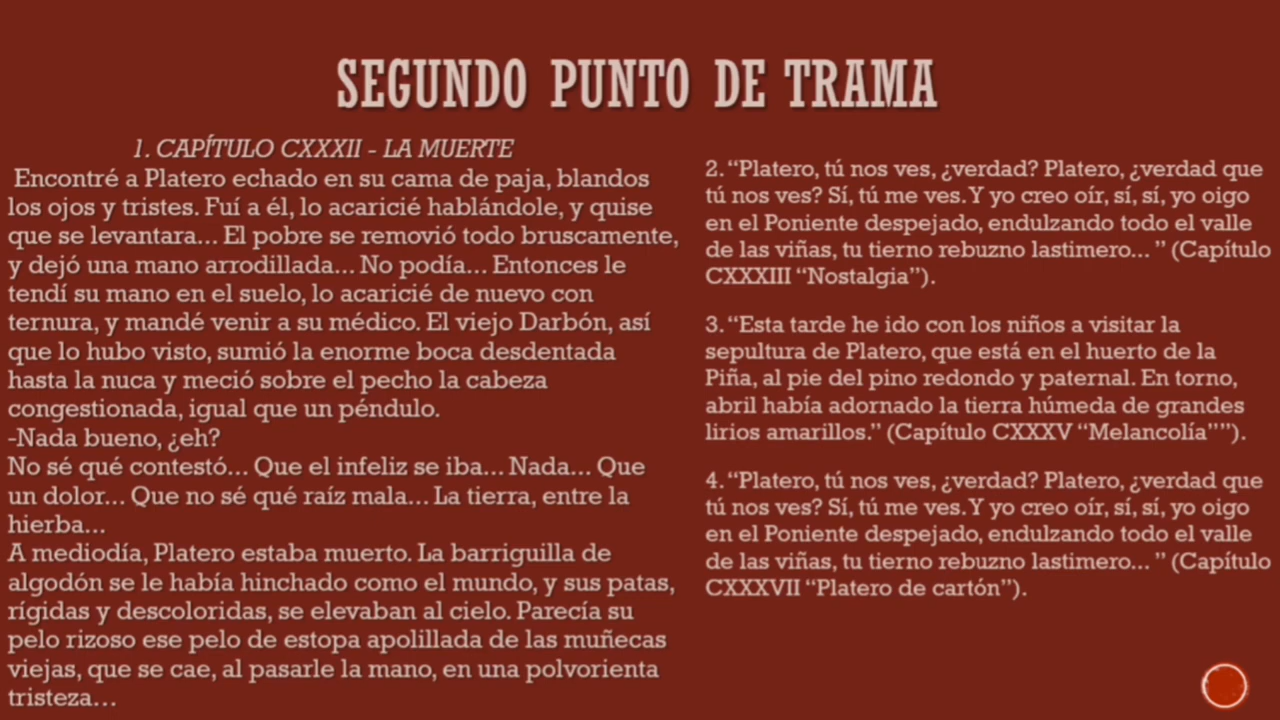 SEGUNDO PUNTO DE TRAMA
1. CAPÍTULO CXXXII - LA MUERTE
Encontré a Platero echado en su cama de paja, blandos
los ojos y tristes. Fuí a él, lo acaricié hablándole, y quise
que se levantara... El pobre se removió todo bruscamente,
y dejó una mano arrodillada... No podía... Entonces le
tendí su mano en el suelo, lo acaricié de nuevo con
ternura, y mandé venir a su médico. El viejo Darbón, así
que lo hubo visto, sumió la enorme boca desdentada
hasta la nuca y meció sobre el pecho la cabeza
congestionada, igual que un péndulo.
-Nada bueno, ¿eh?
No sé qué contestó... Que el infeliz se iba... Nada... Que
un dolor... Que no sé qué raíz mala... La tierra, entre la
hierba...
A mediodía, Platero estaba muerto. La barriguilla de
algodón se le había hinchado como el mundo, y sus patas,
rígidas y descoloridas, se elevaban al cielo. Parecía su
pelo rizoso ese pelo de estopa apolillada de las muñecas
viejas, que se cae, al pasarle la mano, en una polvorienta
tristeza...
2. “Platero, tú nos ves, ¿verdad? Platero, ¿verdad que
tú nos ves? Sí, tú me ves. Y yo creo oír, sí, sí, yo oigo
en el Poniente despejado, endulzando todo el valle
de las viñas, tu tierno rebuzno lastimero... ” (Capítulo
CXXXIII “Nostalgia”).
3. “Esta tarde he ido con los niños a visitar la
sepultura de Platero, que está en el huerto de la
Piña, al pie del pino redondo y paternal. En torno,
abril había adornado la tierra húmeda de grandes
lirios amarillos.” (Capítulo CXXXV “Melancolía””).
4. “Platero, tú nos ves, ¿verdad? Platero, ¿verdad que
tú nos ves? Sí, tú me ves. Y yo creo oír, sí, sí, yo oigo
en el Poniente despejado, endulzando todo el valle
de las viñas, tu tierno rebuzno lastimero... ” (Capítulo
CXXXVII “Platero de cartón”).